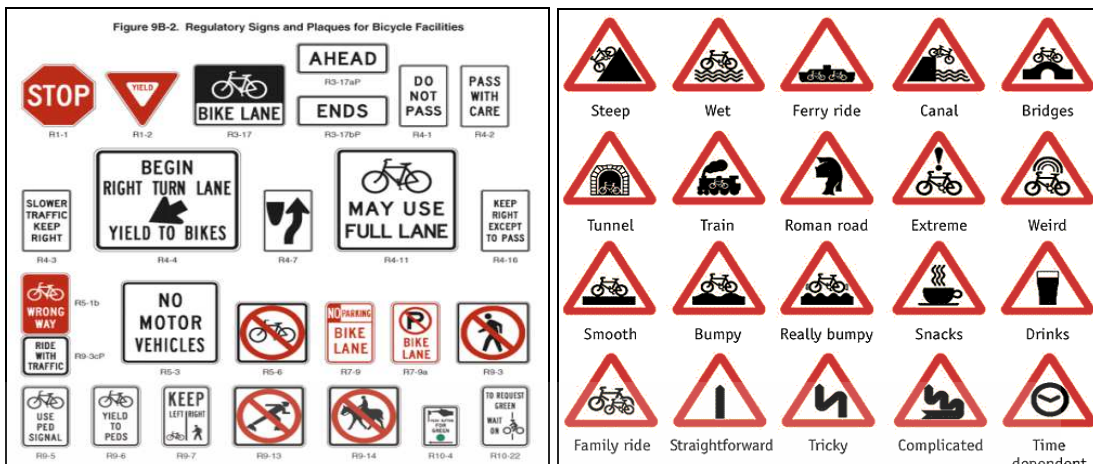 Figure 9B-2. Regulatory Signs and Plaques for Bicycle Facilities
STOP
R1-1
YIELD
R1-2
BIKE LANE
R3-17
AHEAD
R3-17aP
ENDS
R3-17bP
DO
NOT
PASS
R4-1
PASS
WITH
CARE
R4-2
SLOWER
TRAFFIC
KEEP
RIGHT
R4-3
BEGIN
RIGHT TURN LANE
YIELD TO BIKES
R4-4
R4-7
MAY USE
FULL LANE
R4-11
KEEP
RIGHT
EXCEPT
TO PASS
R4-16
WRONG
WAY
R5-1b
RIDE
WITH
TRAFFIC
R9-3cP
NO
MOTOR
VEHICLES
R5-3
R5-6
NO PARKING
BIKE
LANE
R7-9
P
BIKE
LANE
R7-9a
R9-3
USE
PED
SIGNAL
R9-5
YIELD
TO
PEDS
R9-6
KEEP
LEFT RIGHT
R9-7
R9-13
R9-14
FOR
GREEN
R10-4
TO REQUEST
GREEN
WAIT
ON
R10-22
Steep
Wet
Ferry ride
Canal
Bridges
Tunnel
Train
Roman road
Extreme
Weird
Smooth
Bumpy
Really bumpy
Snacks
Drinks
Family ride
Straightforward
Tricky
Complicated
Time
dependent